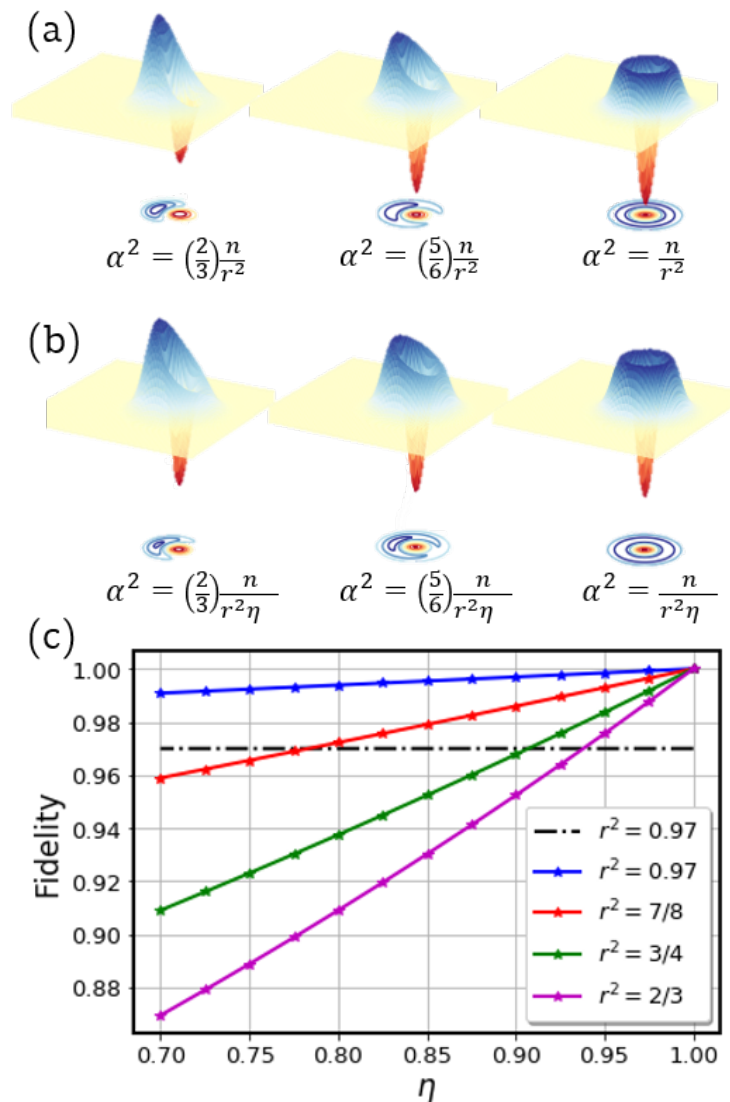 (a)
α² = (2/3) n/r² α² = (5/6) n/r² α² = n/r²
(b)
α² = (2/3) n/r²η α² = (5/6) n/r²η α² = n/r²η
(c)
1.00
0.98
0.96
0.94
0.92
0.90
0.88
Fidelity
r² = 0.97
r² = 0.97
r² = 7/8
r² = 3/4
r² = 2/3
0.70 0.75 0.80 0.85 0.90 0.95 1.00
η